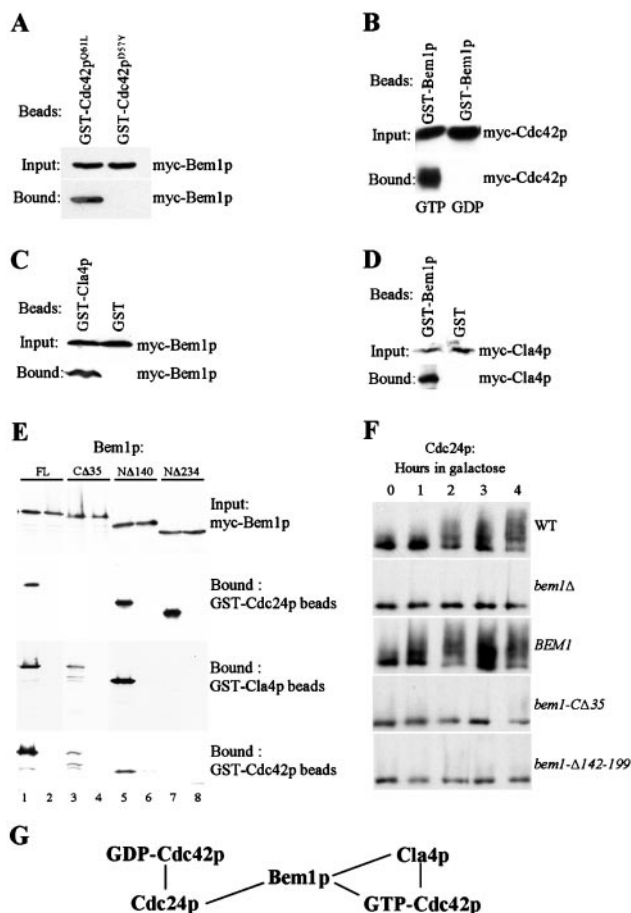 A
Beads:
GST-Cdc42pQ61L
GST-Cdc42pD57Y
Input:
myc-Bem1p
Bound:
myc-Bem1p
B
Beads:
GST-Bem1p
GST-Bem1p
Input:
myc-Cdc42p
Bound:
myc-Cdc42p
GTP GDP
C
Beads:
GST-Cla4p
GST
Input:
myc-Bem1p
Bound:
myc-Bem1p
D
Beads:
GST-Bem1p
GST
Input:
myc-Cla4p
Bound:
myc-Cla4p
E
Bem1p:
FL CΔ35 NΔ140 NΔ234
Input:
myc-Bem1p
Bound :
GST-Cdc24p beads
Bound :
GST-Cla4p beads
Bound :
GST-Cdc42p beads
1 2 3 4 5 6 7 8
F
Cdc24p:
Hours in galactose
0 1 2 3 4
WT
bem1Δ
BEM1
bem1-CΔ35
bem1-Δ142-199
G
GDP-Cdc42p
Cla4p
Bem1p
Cdc24p
GTP-Cdc42p